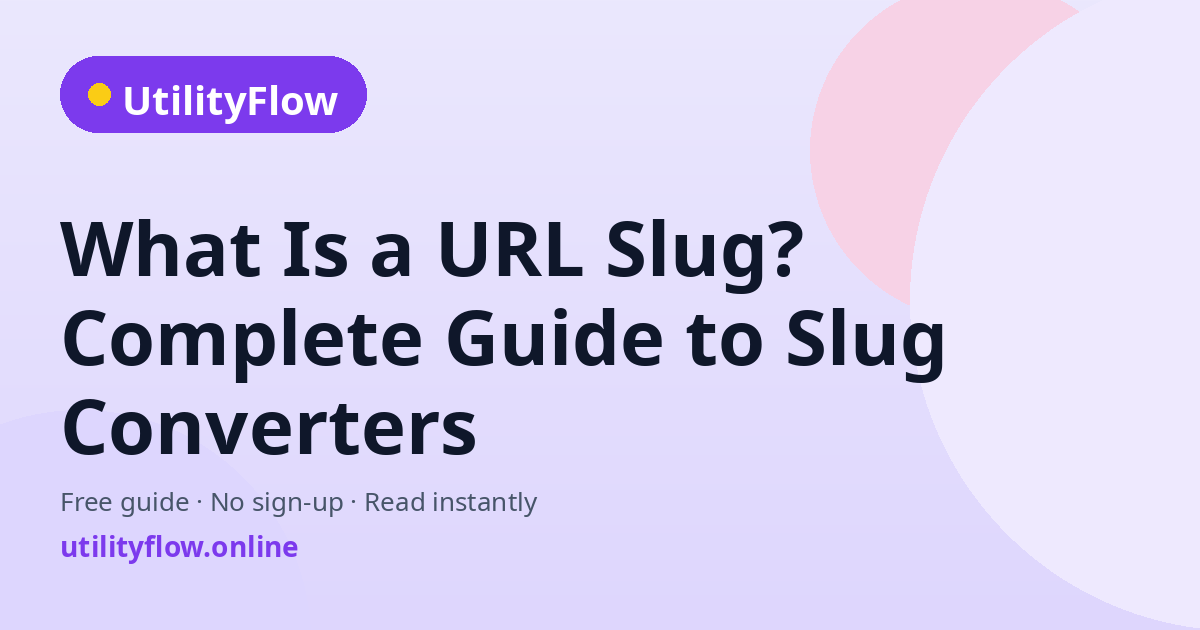 UtilityFlow
What Is a URL Slug?
Complete Guide to Slug
Converters
Free guide · No sign-up · Read instantly
utilityflow.online